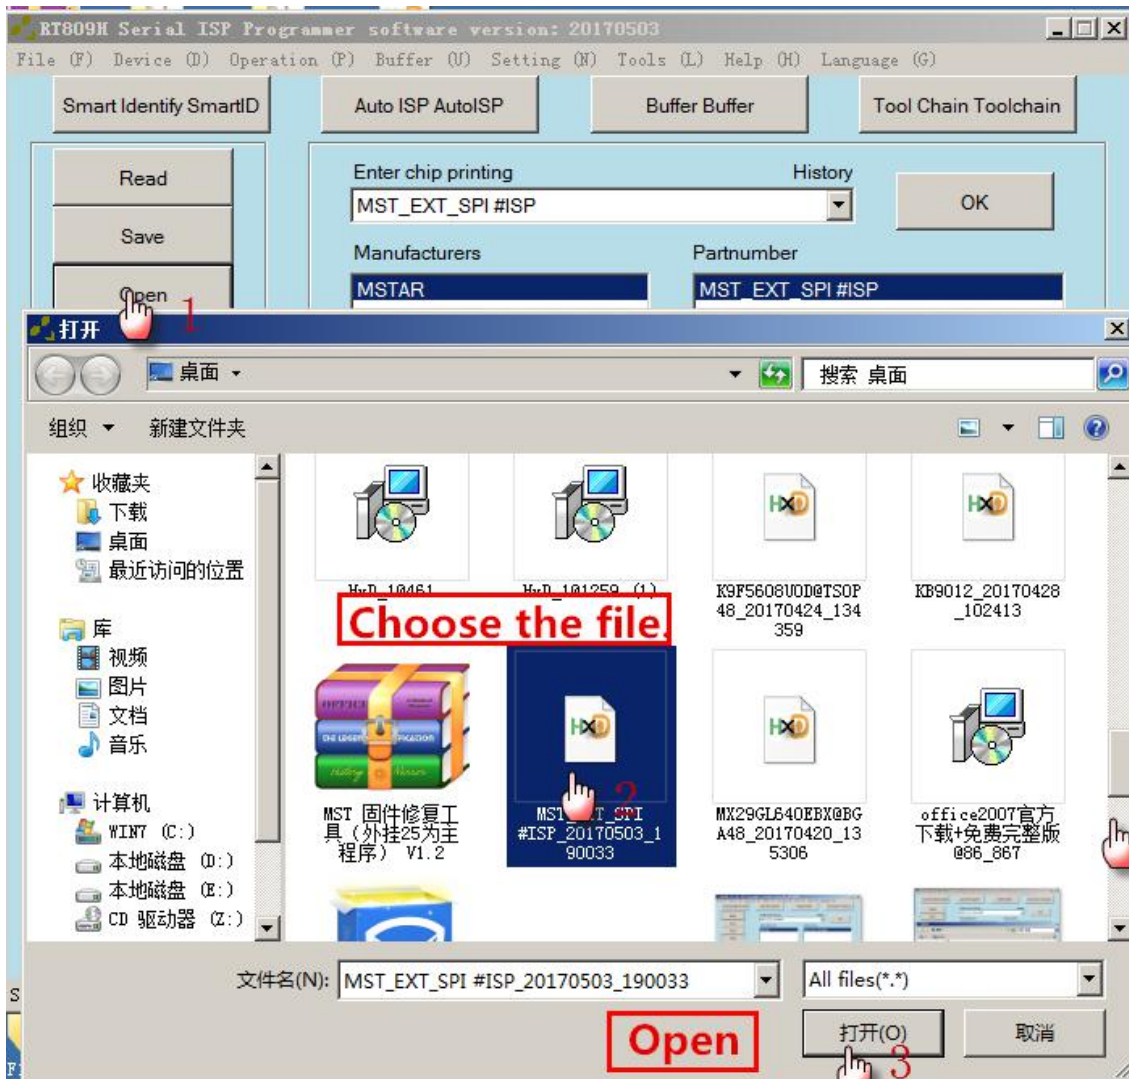 RT809H Serial ISP Programmer software version: 20170503
File (F) Device (D) Operation (P) Buffer (U) Setting (N) Tools (L) Help (H) Language (G)
Smart Identify SmartID
Auto ISP AutoISP
Buffer Buffer
Tool Chain Toolchain
Read
Enter chip printing
History
MST_EXT_SPI #ISP
OK
Save
Manufacturers
Partnumber
Open
MSTAR
MST_EXT_SPI #ISP
1
打开
桌面
搜索 桌面
组织
新建文件夹
收藏夹
下载
桌面
最近访问的位置
库
视频
图片
文档
音乐
计算机
WIN7 (C:)
本地磁盘 (D:)
本地磁盘 (E:)
CD 驱动器 (Z:)
HxD_10461
HxD_101259 (1)
K9F5608U0D@TSOP
48_20170424_134
359
KB9012_20170428
_102413
Choose the file.
MST 固件修复工
具（外挂25为主
程序） V1.2
MST_EXT_SPI
#ISP_20170503_1
90033
2
MX29GL640EBX@BG
A48_20170420_13
5306
office2007官方
下载+免费完整版
@86_867
文件名(N):
MST_EXT_SPI #ISP_20170503_190033
All files(*.*)
Open
打开(O)
取消
3